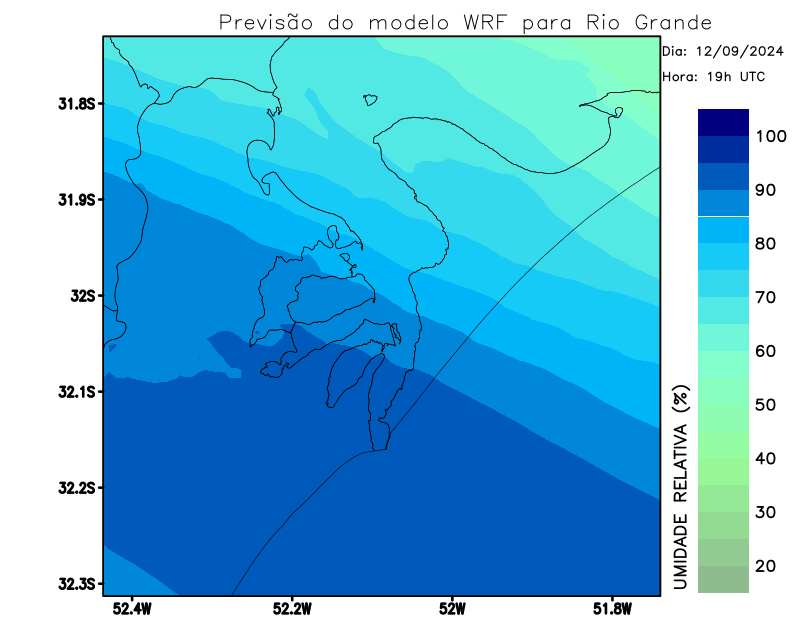 Previsão do modelo WRF para Rio Grande
Dia: 12/09/2024
Hora: 19h UTC
31.8S
31.9S
32S
32.1S
32.2S
32.3S
52.4W
52.2W
52W
51.8W
100
90
80
70
60
50
40
30
20
UMIDADE RELATIVA (%)